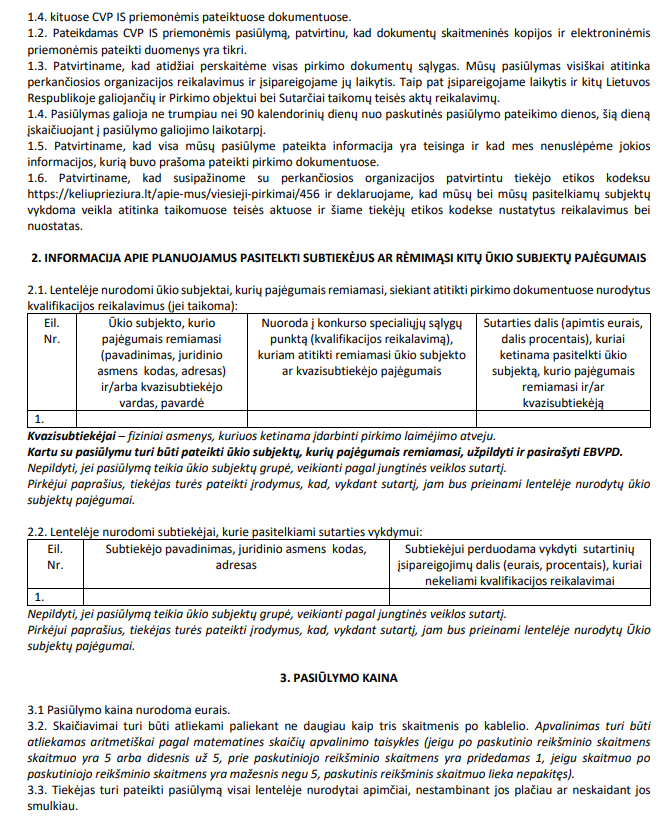 1.4. kituose CVP IS priemonėmis pateiktuose dokumentuose.
1.2. Pateikdamas CVP IS priemonėmis pasiūlymą, patvirtinu, kad dokumentų skaitmeninės kopijos ir elektroninėmis
priemonėmis pateikti duomenys yra tikri.
1.3. Patvirtiname, kad atidžiai perskaitėme visas pirkimo dokumentų sąlygas. Mūsų pasiūlymas visiškai atitinka
perkančiosios organizacijos reikalavimus ir įsipareigojame jų laikytis. Taip pat įsipareigojame laikytis ir kitų Lietuvos
Respublikoje galiojančių ir Pirkimo objektui bei Sutarčiai taikomų teisės aktų reikalavimų.
1.4. Pasiūlymas galioja ne trumpiau nei 90 kalendorinių dienų nuo paskutinės pasiūlymo pateikimo dienos, šią dieną
įskaičiuojant į pasiūlymo galiojimo laikotarpį.
1.5. Patvirtiname, kad visa mūsų pasiūlyme pateikta informacija yra teisinga ir kad mes nenuslėpėme jokios
informacijos, kurią buvo prašoma pateikti pirkimo dokumentuose.
1.6. Patvirtiname, kad susipažinome su perkančiosios organizacijos patvirtintu tiekėjo etikos kodeksu
https://keliuprieziura.lt/apie-mus/viesieji-pirkimai/456 ir deklaruojame, kad mūsų bei mūsų pasitelkiamų subjektų
vykdoma veikla atitinka taikomuose teisės aktuose ir šiame tiekėjų etikos kodekse nustatytus reikalavimus bei
nuostatas.
2. INFORMACIJA APIE PLANUOJAMUS PASITELKTI SUBTIEKĖJUS AR RĖMIMĄSI KITŲ ŪKIO SUBJEKTŲ PAJĖGUMAIS
2.1. Lentelėje nurodomi ūkio subjektai, kurių pajėgumais remiamasi, siekiant atitikti pirkimo dokumentuose nurodytus
kvalifikacijos reikalavimus (jei taikoma):
Eil.
Nr.
Ūkio subjekto, kurio
pajėgumais remiamasi
(pavadinimas, juridinio
asmens kodas, adresas)
ir/arba kvazisubtiekėjo
vardas, pavardė
Nuoroda į konkurso specialiųjų sąlygų
punktą (kvalifikacijos reikalavimą),
kuriam atitikti remiamasi ūkio subjekto
ar kvazisubtiekėjo pajėgumais
Sutarties dalis (apimtis eurais,
dalis procentais), kuriai
ketinama pasitelkti ūkio
subjektą, kurio pajėgumais
remiamasi ir/ar
kvazisubtiekėją
1.
Kvazisubtiekėjai – fiziniai asmenys, kuriuos ketinama įdarbinti pirkimo laimėjimo atveju.
Kartu su pasiūlymu turi būti pateikti ūkio subjektų, kurių pajėgumais remiamasi, užpildyti ir pasirašyti EBVPD.
Nepildyti, jei pasiūlymą teikia ūkio subjektų grupė, veikianti pagal jungtinės veiklos sutartį.
Pirkėjui paprašius, tiekėjas turės pateikti įrodymus, kad, vykdant sutartį, jam bus prieinami lentelėje nurodytų ūkio
subjektų pajėgumai.
2.2. Lentelėje nurodomi subtiekėjai, kurie pasitelkiami sutarties vykdymui:
Eil.
Nr.
Subtiekėjo pavadinimas, juridinio asmens kodas,
adresas
Subtiekėjui perduodama vykdyti sutartinių
įsipareigojimų dalis (eurais, procentais), kuriai
nekeliami kvalifikacijos reikalavimai
1.
Nepildyti, jei pasiūlymą teikia ūkio subjektų grupė, veikianti pagal jungtinės veiklos sutartį.
Pirkėjui paprašius, tiekėjas turės pateikti įrodymus, kad, vykdant sutartį, jam bus prieinami lentelėje nurodytų Ūkio
subjektų pajėgumai.
3. PASIŪLYMO KAINA
3.1 Pasiūlymo kaina nurodoma eurais.
3.2. Skaičiavimai turi būti atliekami paliekant ne daugiau kaip tris skaitmenis po kablelio. Apvalinimas turi būti
atliekamas aritmetiškai pagal matematines skaičių apvalinimo taisykles (jeigu po paskutinio reikšminio skaitmens
skaitmuo yra 5 arba didesnis už 5, prie paskutiniojo reikšminio skaitmens yra pridedamas 1, jeigu skaitmuo po
paskutiniojo reikšminio skaitmens yra mažesnis negu 5, paskutinis reikšminis skaitmuo lieka nepakitęs).
3.3. Tiekėjas turi pateikti pasiūlymą visai lentelėje nurodytai apimčiai, nestambinant jos plačiau ar neskaidant jos
smulkiau.